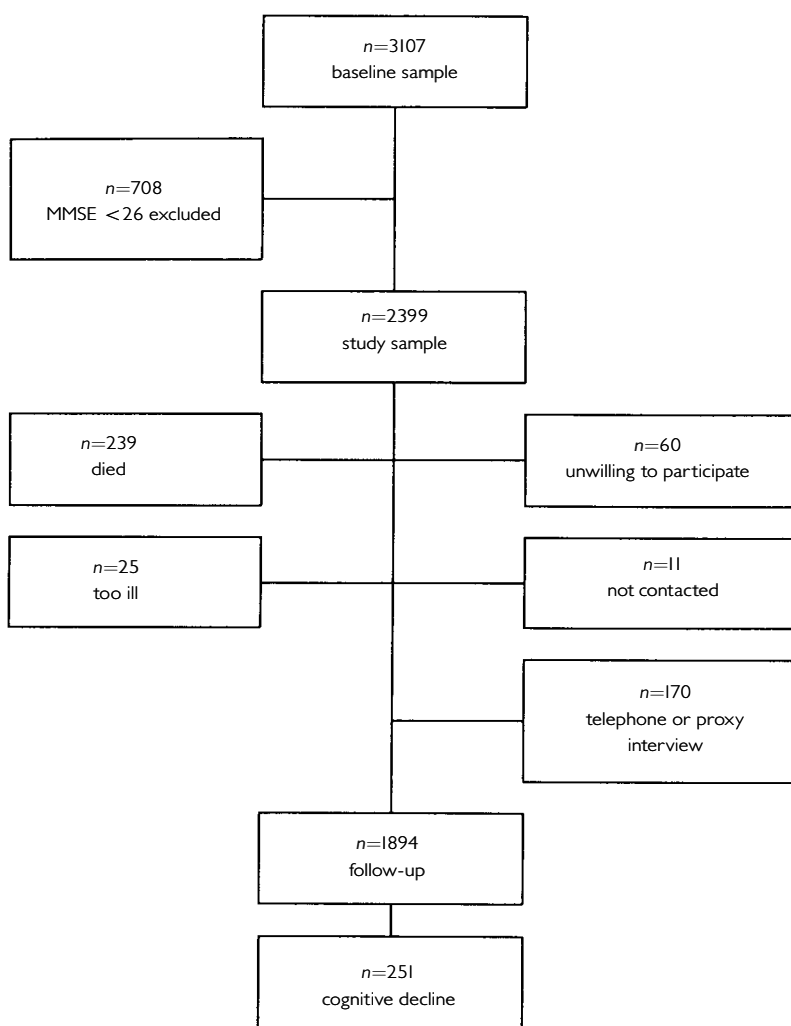 n=3107
baseline sample
n=708
MMSE <26 excluded
n=2399
study sample
n=239
died
n=60
unwilling to participate
n=25
too ill
n=11
not contacted
n=170
telephone or proxy
interview
n=1894
follow-up
n=251
cognitive decline